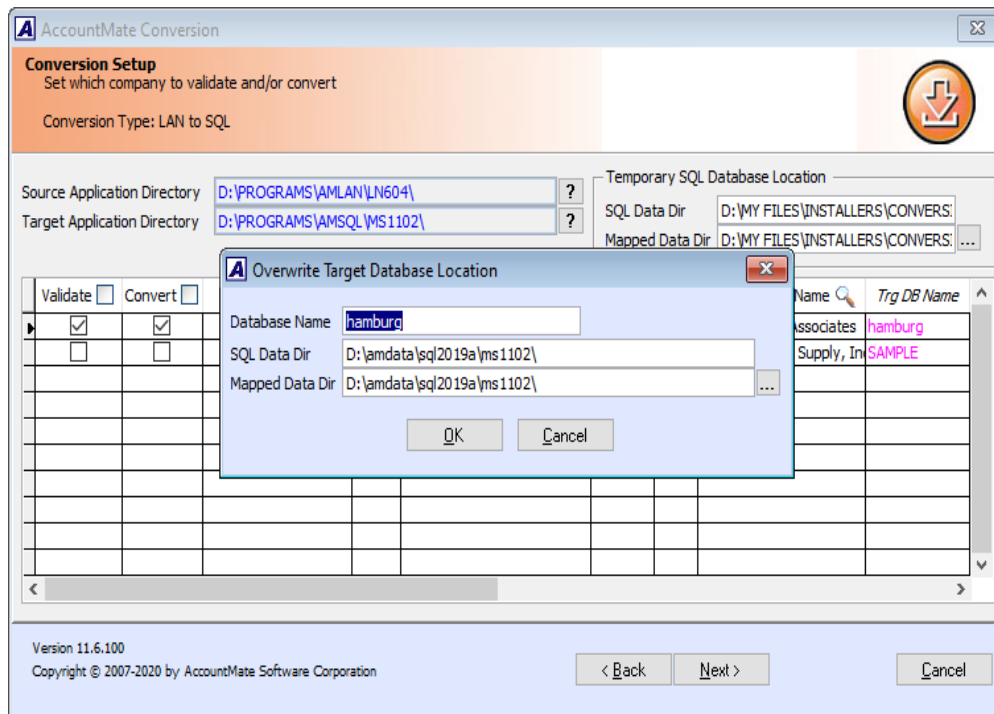 AccountMate Conversion
Conversion Setup
Set which company to validate and/or convert
Conversion Type: LAN to SQL
Source Application Directory D:\PROGRAMS\AMLAN\LN604\ ?
Target Application Directory D:\PROGRAMS\AMSQL\MS1102\ ?
Temporary SQL Database Location
SQL Data Dir D:\MY FILES\INSTALLERS\CONVERS
Mapped Data Dir D:\MY FILES\INSTALLERS\CONVERS: ...
Overwrite Target Database Location
Database Name hamburg
SQL Data Dir D:\amdata\sql2019a\ms1102\
Mapped Data Dir D:\amdata\sql2019a\ms1102\ ...
OK Cancel
Validate Convert Name Trg DB Name
Associates hamburg
Supply, In SAMPLE
Version 11.6.100
Copyright © 2007-2020 by AccountMate Software Corporation
< Back Next > Cancel